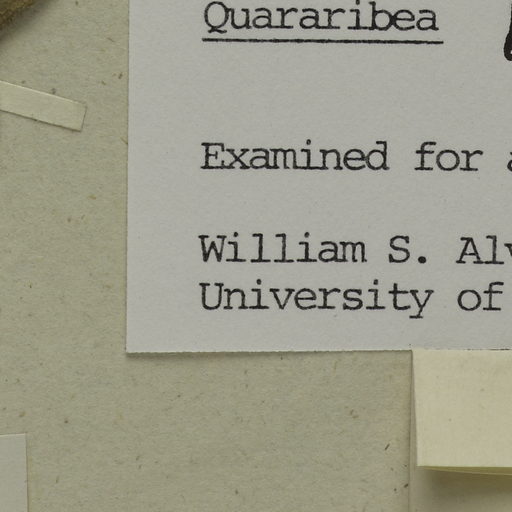 Quararibea
Examined for
William S.
University of